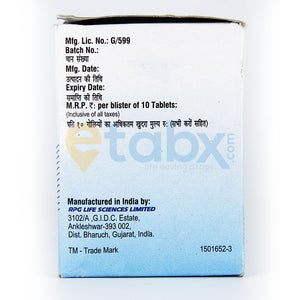 Mfg. Lic. No.: G/599
Batch No.:
घान संख्या
Mfg. Date:
उत्पादन की तिथि
Expiry Date:
समाप्ति की तिथि
M.R.P. ₹: per blister of 10 Tablets:
(Inclusive of all taxes)
प्रति १० गोलियों का अधिकतम खुदरा मुल्य रु. (सभी करों सहित)
etabx.com
Manufactured in India by:
RPG LIFE SCIENCES LIMITED
3102/A, G.I.D.C. Estate,
Ankleshwar-393 002,
Dist. Bharuch, Gujarat, India.
TM - Trade Mark
1501652-3